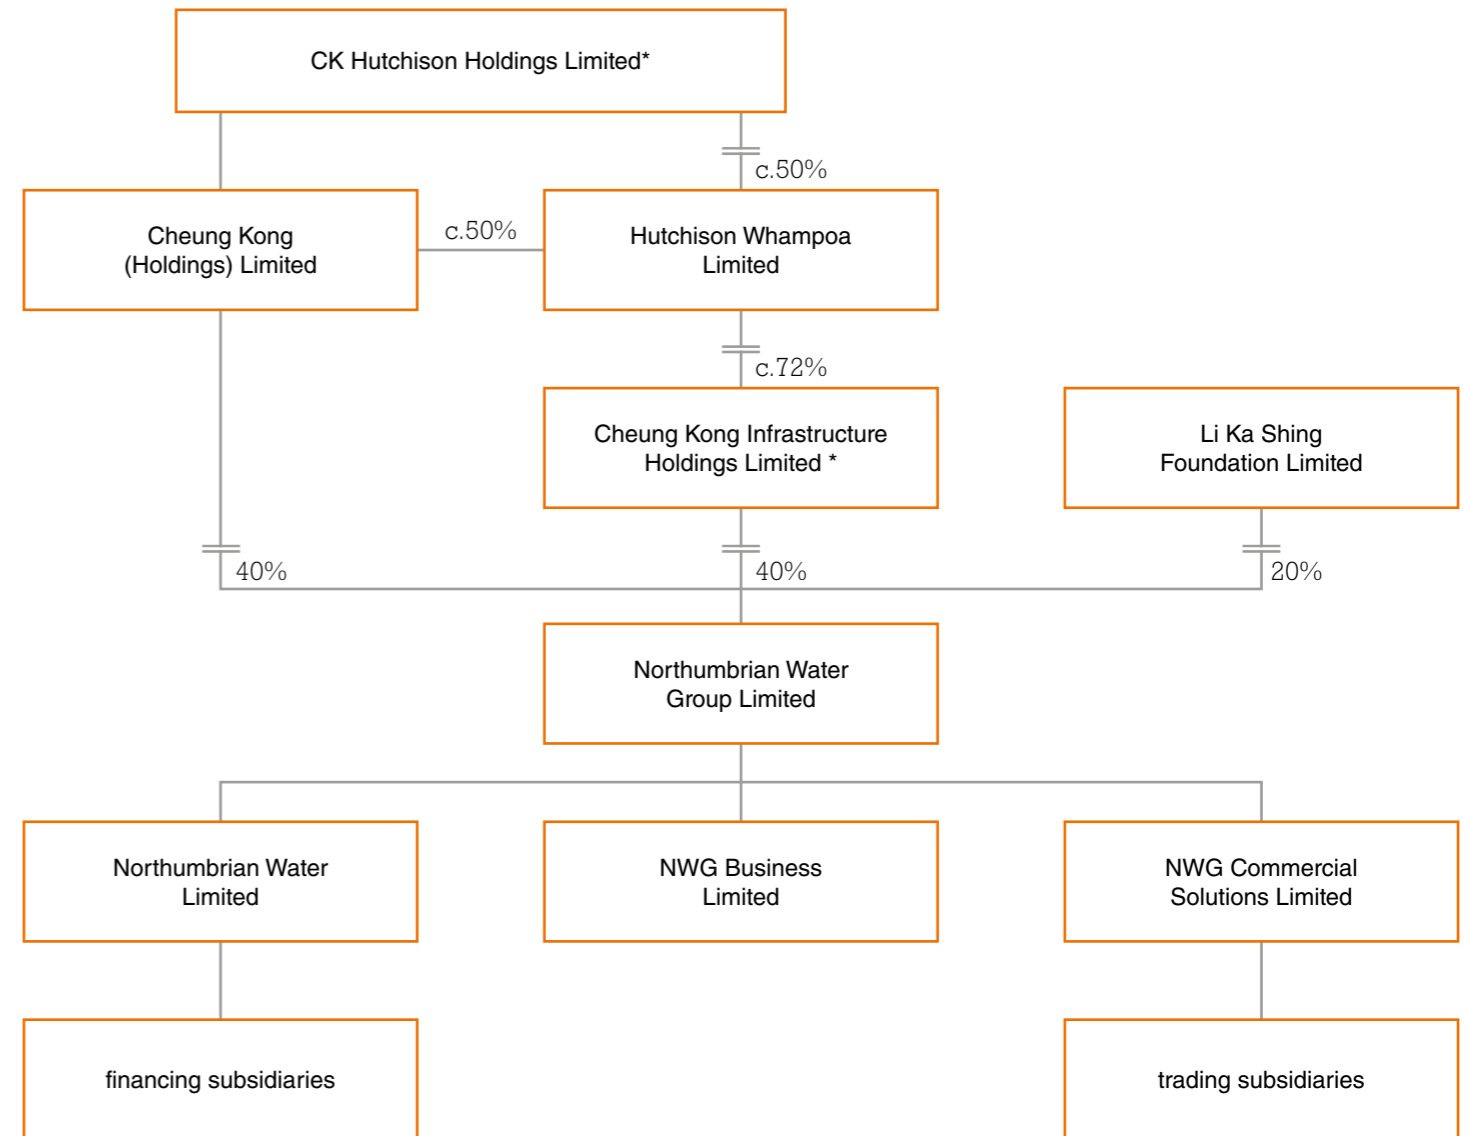 CK Hutchison Holdings Limited*
c.50%
Cheung Kong
(Holdings) Limited
c.50%
Hutchison Whampoa
Limited
c.72%
Cheung Kong Infrastructure
Holdings Limited *
Li Ka Shing
Foundation Limited
40%
40%
20%
Northumbrian Water
Group Limited
Northumbrian Water
Limited
NWG Business
Limited
NWG Commercial
Solutions Limited
financing subsidiaries
trading subsidiaries